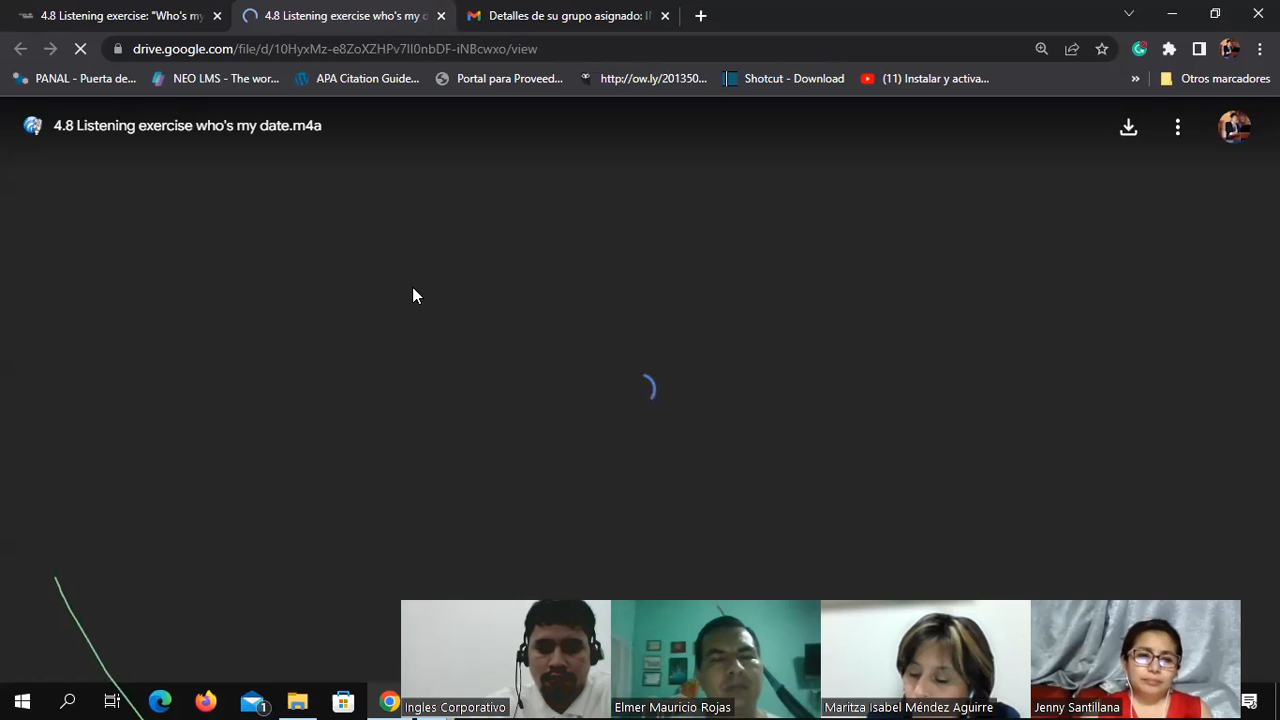 4.8 Listening exercise: "Who's my
4.8 Listening exercise who's my d
Detalles de su grupo asignado: I
drive.google.com/file/d/10HyxMz-e8ZoXZHPv7Il0nbDF-iNBcwxo/view
PANAL - Puerta de...
NEO LMS - The wor...
APA Citation Guide...
Portal para Proveed...
http://ow.ly/201350...
Shotcut - Download
(11) Instalar y activa...
»
Otros marcadores
4.8 Listening exercise who's my date.m4a
1
Ingles Corporativo
Elmer Mauricio Rojas
Maritza Isabel Méndez Aguirre
Jenny Santillana